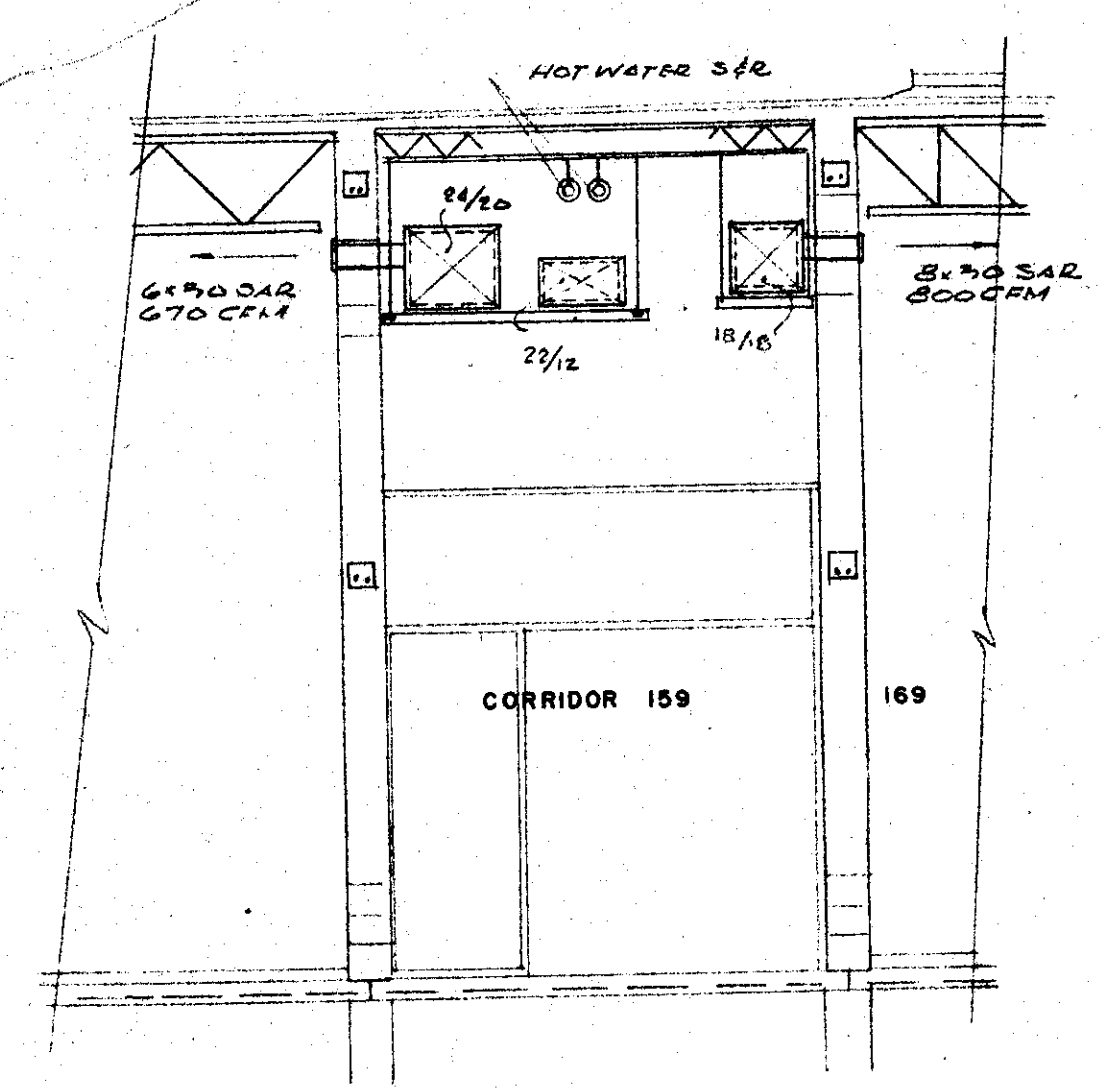 HOT WATER S&R
24/20
6x30 SAR
670 CFM
8x30 SAR
800 CFM
22/12
18/18
CORRIDOR 159
169